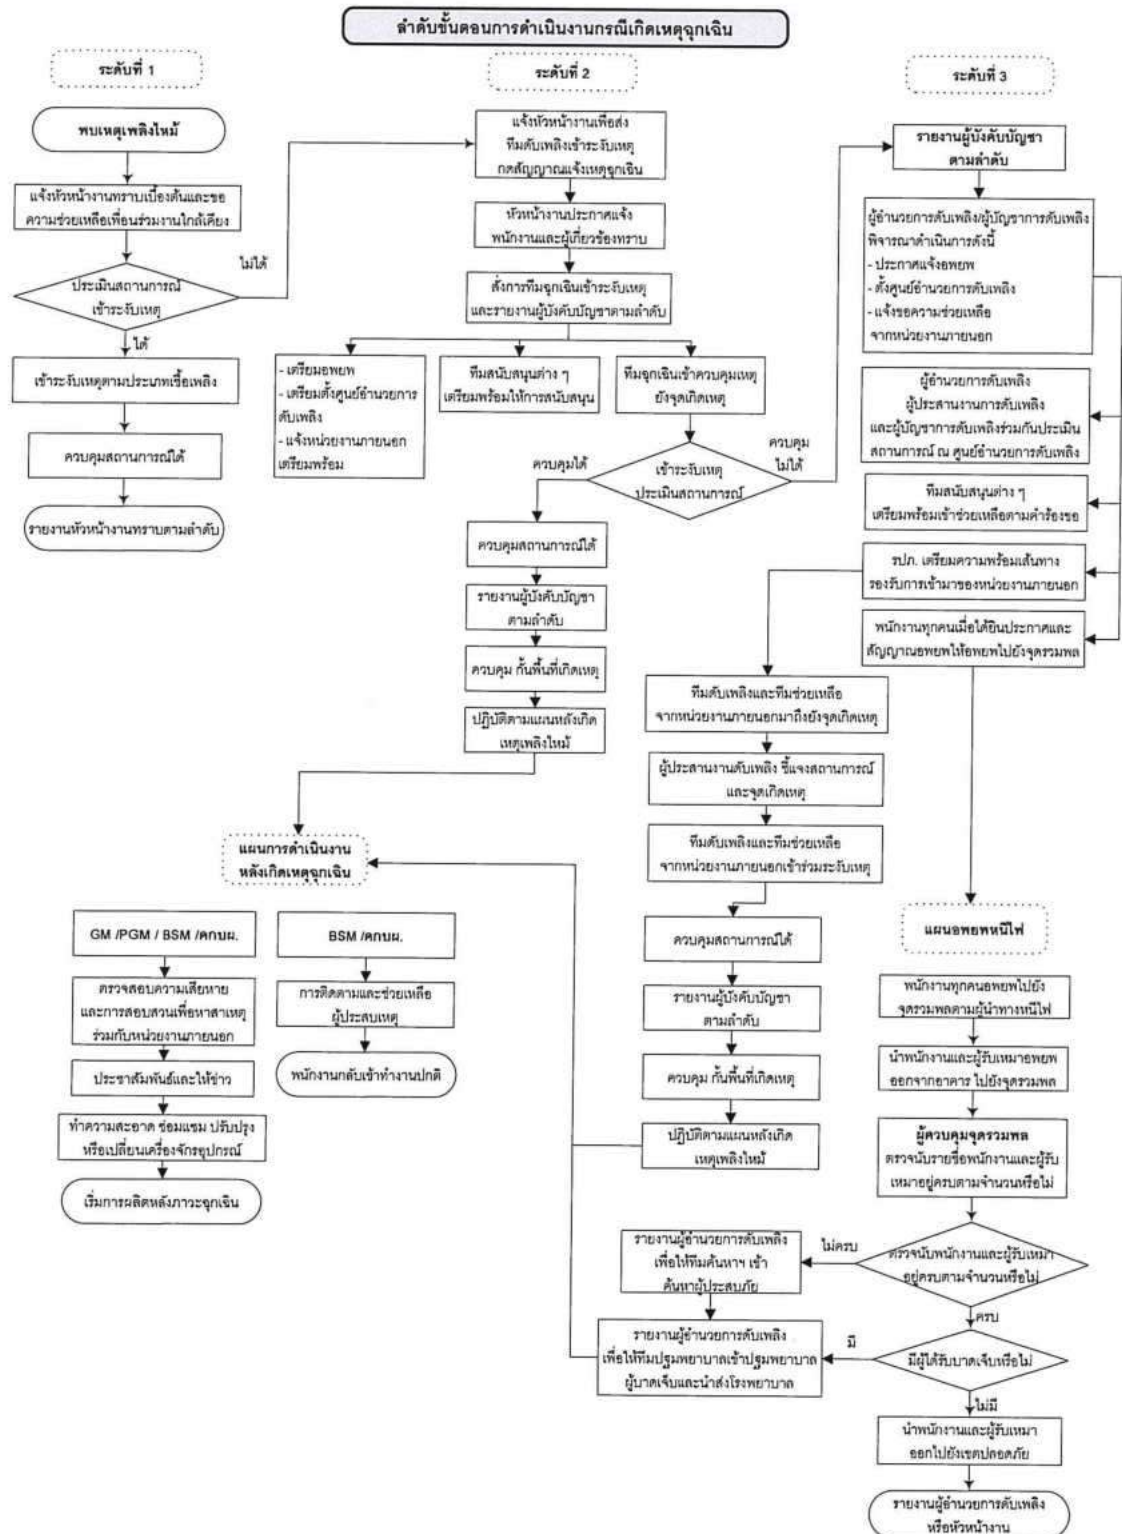 ลำดับขั้นตอนการดำเนินงานกรณีเกิดเหตุฉุกเฉิน
ระดับที่ 1
พบเหตุเพลิงไหม้
แจ้งหัวหน้างานทราบเบื้องต้นและขอ
ความช่วยเหลือเพื่อนร่วมงานใกล้เคียง
ประเมินสถานการณ์
เข้าระงับเหตุ
ไม่ได้
ได้
เข้าระงับเหตุตามประเภทเชื้อเพลิง
ควบคุมสถานการณ์ได้
รายงานหัวหน้างานทราบตามลำดับ
ระดับที่ 2
แจ้งหัวหน้างานเพื่อส่ง
ทีมดับเพลิงเข้าระงับเหตุ
กดสัญญาณแจ้งเหตุฉุกเฉิน
หัวหน้างานประกาศแจ้ง
พนักงานและผู้เกี่ยวข้องทราบ
สั่งการทีมฉุกเฉินเข้าระงับเหตุ
และรายงานผู้บังคับบัญชาตามลำดับ
- เตรียมอพยพ
- เตรียมตั้งศูนย์อำนวยการ
ดับเพลิง
- แจ้งหน่วยงานภายนอก
เตรียมพร้อม
ทีมสนับสนุนต่าง ๆ
เตรียมพร้อมให้การสนับสนุน
ทีมฉุกเฉินเข้าควบคุมเหตุ
ยังจุดเกิดเหตุ
ควบคุมได้
เข้าระงับเหตุ
ประเมินสถานการณ์
ควบคุม
ไม่ได้
ควบคุมสถานการณ์ได้
รายงานผู้บังคับบัญชา
ตามลำดับ
ควบคุม กั้นพื้นที่เกิดเหตุ
ปฏิบัติตามแผนหลังเกิด
เหตุเพลิงไหม้
ระดับที่ 3
รายงานผู้บังคับบัญชา
ตามลำดับ
ผู้อำนวยการดับเพลิง/ผู้บัญชาการดับเพลิง
พิจารณาดำเนินการดังนี้
- ประกาศแจ้งอพยพ
- ตั้งศูนย์อำนวยการดับเพลิง
- แจ้งขอความช่วยเหลือ
จากหน่วยงานภายนอก
ผู้อำนวยการดับเพลิง
ผู้ประสานงานการดับเพลิง
และผู้บัญชาการดับเพลิงร่วมกันประเมิน
สถานการณ์ ณ ศูนย์อำนวยการดับเพลิง
ทีมสนับสนุนต่าง ๆ
เตรียมพร้อมเข้าช่วยเหลือตามคำร้องขอ
รปภ. เตรียมความพร้อมเส้นทาง
รองรับการเข้ามาของหน่วยงานภายนอก
พนักงานทุกคนเมื่อได้ยินประกาศและ
สัญญาณอพยพให้อพยพไปยังจุดรวมพล
ทีมดับเพลิงและทีมช่วยเหลือ
จากหน่วยงานภายนอกมาถึงยังจุดเกิดเหตุ
ผู้ประสานงานดับเพลิง ชี้แจงสถานการณ์
และจุดเกิดเหตุ
ทีมดับเพลิงและทีมช่วยเหลือ
จากหน่วยงานภายนอกเข้าร่วมระงับเหตุ
ควบคุมสถานการณ์ได้
รายงานผู้บังคับบัญชา
ตามลำดับ
ควบคุม กั้นพื้นที่เกิดเหตุ
ปฏิบัติตามแผนหลังเกิด
เหตุเพลิงไหม้
แผนการดำเนินงาน
หลังเกิดเหตุฉุกเฉิน
GM /PGM / BSM /คกบผ.
ตรวจสอบความเสียหาย
และการสอบสวนเพื่อหาสาเหตุ
ร่วมกับหน่วยงานภายนอก
ประชาสัมพันธ์และให้ข่าว
ทำความสะอาด ซ่อมแซม ปรับปรุง
หรือเปลี่ยนเครื่องจักรอุปกรณ์
เริ่มการผลิตหลังภาวะฉุกเฉิน
BSM /คกบผ.
การติดตามและช่วยเหลือ
ผู้ประสบเหตุ
พนักงานกลับเข้าทำงานปกติ
แผนอพยพหนีไฟ
พนักงานทุกคนอพยพไปยัง
จุดรวมพลตามผู้นำทางหนีไฟ
นำพนักงานและผู้รับเหมาอพยพ
ออกจากอาคาร ไปยังจุดรวมพล
ผู้ควบคุมจุดรวมพล
ตรวจนับรายชื่อพนักงานและผู้รับ
เหมาอยู่ครบตามจำนวนหรือไม่
ตรวจนับพนักงานและผู้รับเหมา
อยู่ครบตามจำนวนหรือไม่
ไม่ครบ
รายงานผู้อำนวยการดับเพลิง
เพื่อให้ทีมค้นหาฯ เข้า
ค้นหาผู้ประสบภัย
ครบ
มีผู้ได้รับบาดเจ็บหรือไม่
มี
รายงานผู้อำนวยการดับเพลิง
เพื่อให้ทีมปฐมพยาบาลเข้าปฐมพยาบาล
ผู้บาดเจ็บและนำส่งโรงพยาบาล
ไม่มี
นำพนักงานและผู้รับเหมา
ออกไปยังเขตปลอดภัย
รายงานผู้อำนวยการดับเพลิง
หรือหัวหน้างาน